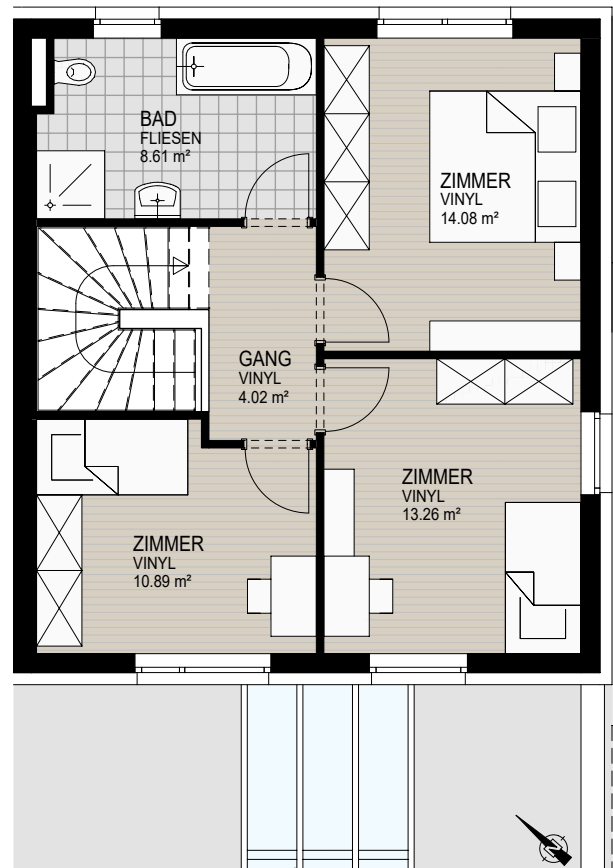 BAD
FLIESEN
8.61 m²
ZIMMER
VINYL
14.08 m²
GANG
VINYL
4.02 m²
ZIMMER
VINYL
13.26 m²
ZIMMER
VINYL
10.89 m²
N